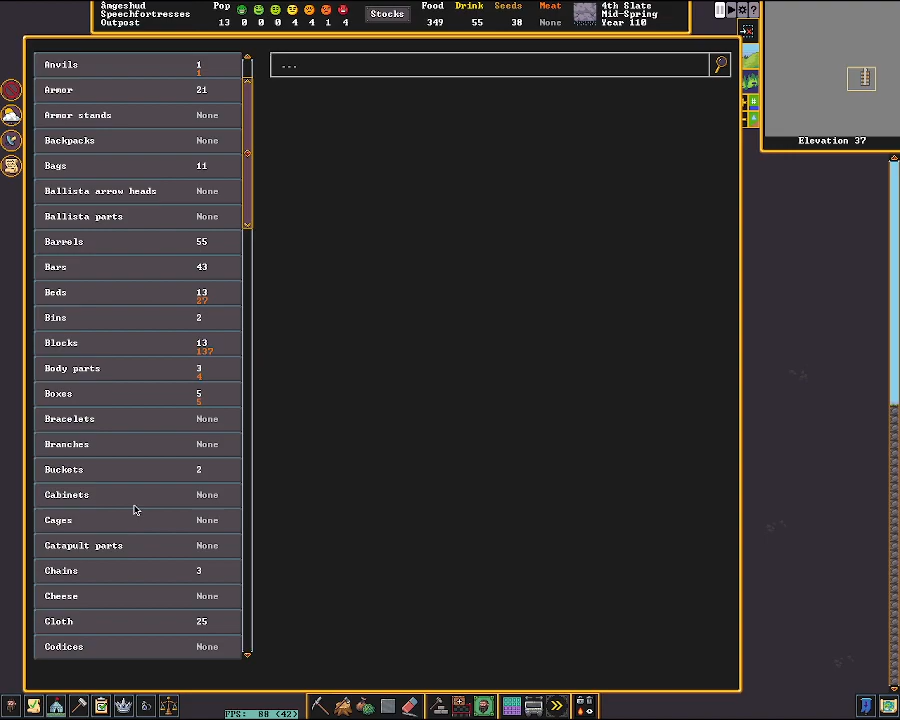 Amgeshud
Speechfortresses
Outpost
Pop
13 0 0 0 4 4 1 4
Stocks
Food Drink Seeds Meat
349 55 38 None
4th Slate
Mid-Spring
Year 110
Elevation 37
...
Anvils 1
1
Armor 21
Armor stands None
Backpacks None
Bags 11
Ballista arrow heads None
Ballista parts None
Barrels 55
Bars 43
Beds 13
27
Bins 2
Blocks 13
137
Body parts 3
4
Boxes 5
5
Bracelets None
Branches None
Buckets 2
Cabinets None
Cages None
Catapult parts None
Chains 3
Cheese None
Cloth 25
Codices None
FPS: 88 (42)